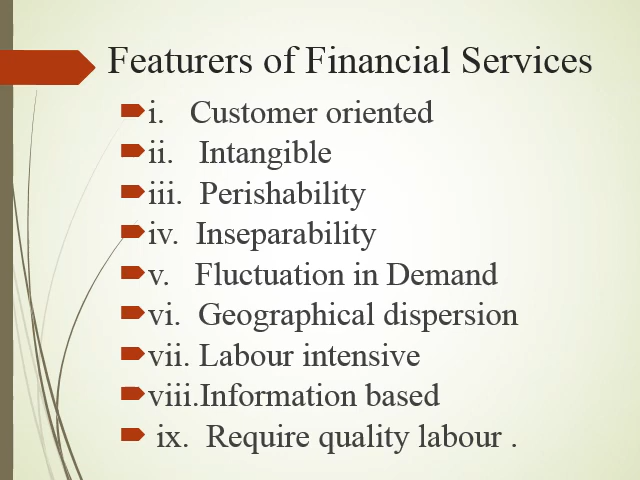 Featurers of Financial Services
i. Customer oriented
ii. Intangible
iii. Perishability
iv. Inseparability
v. Fluctuation in Demand
vi. Geographical dispersion
vii. Labour intensive
viii.Information based
ix. Require quality labour .